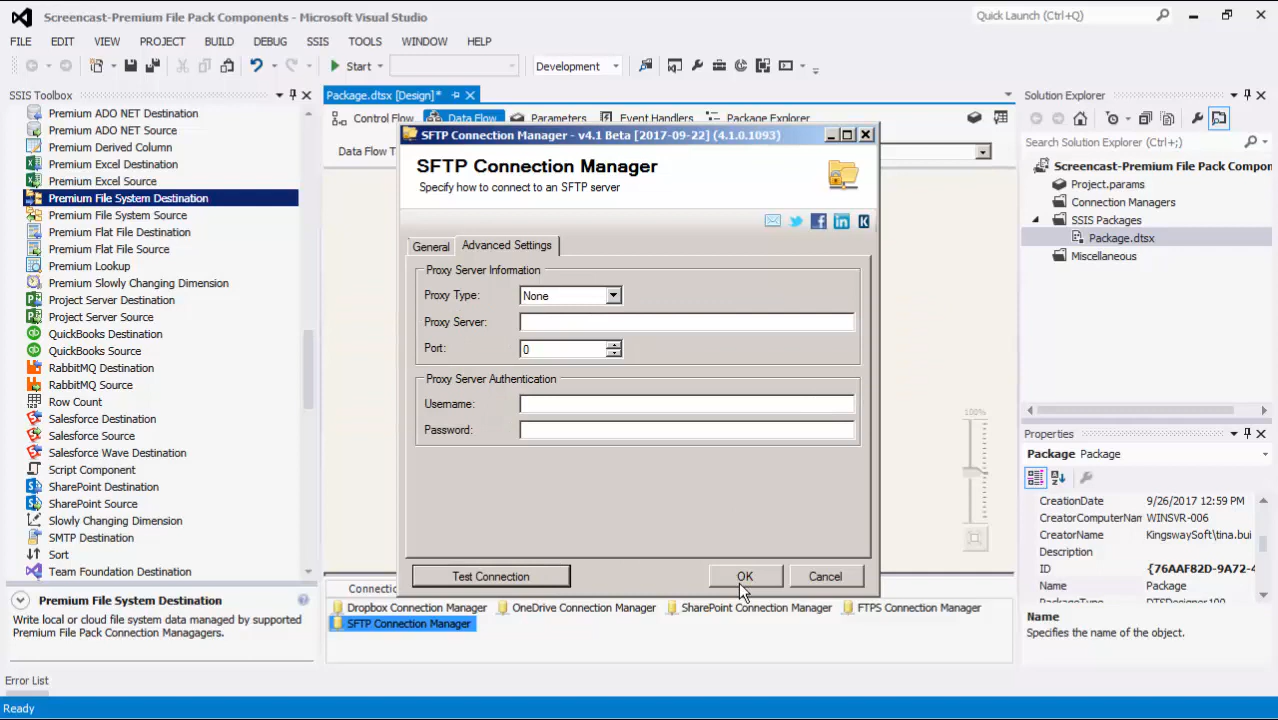 Screencast-Premium File Pack Components - Microsoft Visual Studio
Quick Launch (Ctrl+Q)
FILE EDIT VIEW PROJECT BUILD DEBUG SSIS TOOLS WINDOW HELP
Start
Development
SSIS Toolbox
Premium ADO NET Destination
Premium ADO NET Source
Premium Derived Column
Premium Excel Destination
Premium Excel Source
Premium File System Destination
Premium File System Source
Premium Flat File Destination
Premium Flat File Source
Premium Lookup
Premium Slowly Changing Dimension
Project Server Destination
Project Server Source
QuickBooks Destination
QuickBooks Source
RabbitMQ Destination
RabbitMQ Source
Row Count
Salesforce Destination
Salesforce Source
Salesforce Wave Destination
Script Component
SharePoint Destination
SharePoint Source
Slowly Changing Dimension
SMTP Destination
Sort
Team Foundation Destination
Premium File System Destination
Write local or cloud file system data managed by supported
Premium File Pack Connection Managagers.
Error List
Ready
Package.dtsx [Design]*
Control Flow Data Flow Parameters Event Handlers Package Explorer
Data Flow T
SFTP Connection Manager - v4.1 Beta [2017-09-22] (4.1.0.1093)
SFTP Connection Manager
Specify how to connect to an SFTP server
General Advanced Settings
Proxy Server Information
Proxy Type: None
Proxy Server:
Port: 0
Proxy Server Authentication
Username:
Password:
Test Connection OK Cancel
100%
Connectio
Dropbox Connection Manager OneDrive Connection Manager SharePoint Connection Manager FTPS Connection Manager
SFTP Connection Manager
Solution Explorer
Search Solution Explorer (Ctrl+;)
Screencast-Premium File Pack Compon
Project.params
Connection Managers
SSIS Packages
Package.dtsx
Miscellaneous
Properties
Package Package
CreationDate 9/26/2017 12:59 PM
CreatorComputerNam WINSVR-006
CreatorName KingswaySoft\tina.bui
Description
ID {76AAF82D-9A72-4
Name Package
PackageType DTSDesigner100
Name
Specifies the name of the object.